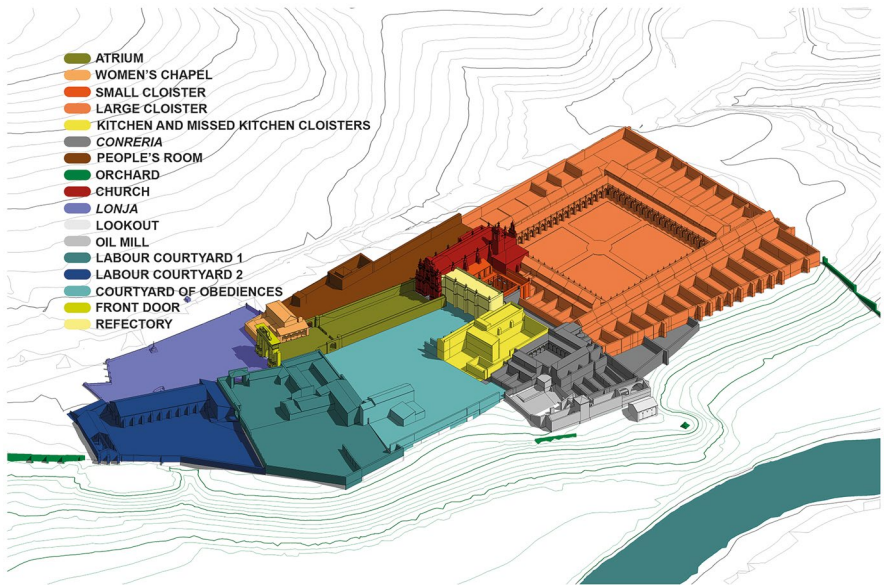 ATRIUM
WOMEN'S CHAPEL
SMALL CLOISTER
LARGE CLOISTER
KITCHEN AND MISSED KITCHEN CLOISTERS
CONRERIA
PEOPLE'S ROOM
ORCHARD
CHURCH
LONJA
LOOKOUT
OIL MILL
LABOUR COURTYARD 1
LABOUR COURTYARD 2
COURTYARD OF OBEDIENCES
FRONT DOOR
REFECTORY